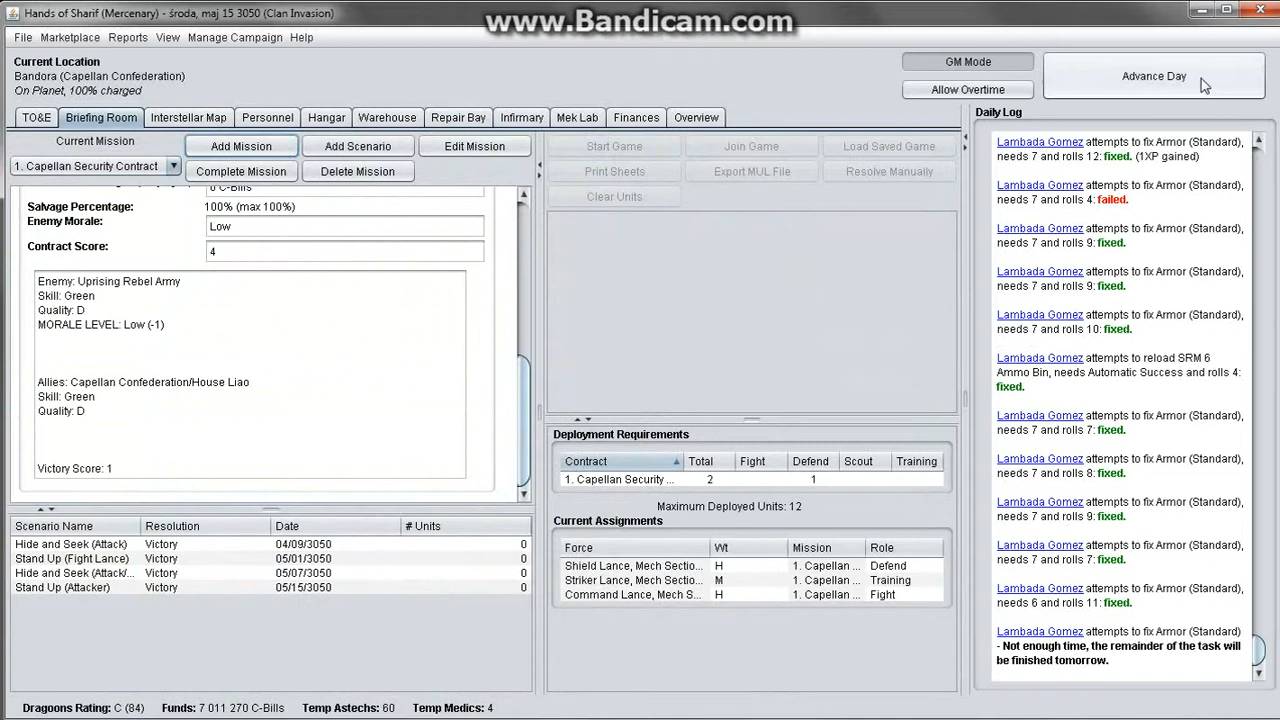 Hands of Sharif (Mercenary) - środa, maj 15 3050 (Clan Invasion)
www.Bandicam.com
File Marketplace Reports View Manage Campaign Help
Current Location
Bandora (Capellan Confederation)
On Planet, 100% charged
GM Mode
Allow Overtime
Advance Day
TO&E Briefing Room Interstellar Map Personnel Hangar Warehouse Repair Bay Infirmary Mek Lab Finances Overview
Current Mission
1. Capellan Security Contract
Add Mission Add Scenario Edit Mission
Complete Mission Delete Mission
0 C-Bills
Salvage Percentage: 100% (max 100%)
Enemy Morale: Low
Contract Score: 4
Enemy: Uprising Rebel Army
Skill: Green
Quality: D
MORALE LEVEL: Low (-1)
Allies: Capellan Confederation/House Liao
Skill: Green
Quality: D
Victory Score: 1
Scenario Name Resolution Date # Units
Hide and Seek (Attack) Victory 04/09/3050 0
Stand Up (Fight Lance) Victory 05/01/3050 0
Hide and Seek (Attack/... Victory 05/07/3050 0
Stand Up (Attacker) Victory 05/15/3050 0
Start Game Join Game Load Saved Game
Print Sheets Export MUL File Resolve Manually
Clear Units
Deployment Requirements
Contract Total Fight Defend Scout Training
1. Capellan Security ... 2 1
Maximum Deployed Units: 12
Current Assignments
Force Wt Mission Role
Shield Lance, Mech Sectio... H 1. Capellan ... Defend
Striker Lance, Mech Sectio... M 1. Capellan ... Training
Command Lance, Mech S... H 1. Capellan ... Fight
Daily Log
Lambada Gomez attempts to fix Armor (Standard),
needs 7 and rolls 12: fixed. (1XP gained)
Lambada Gomez attempts to fix Armor (Standard),
needs 7 and rolls 4: failed.
Lambada Gomez attempts to fix Armor (Standard),
needs 7 and rolls 9: fixed.
Lambada Gomez attempts to fix Armor (Standard),
needs 7 and rolls 9: fixed.
Lambada Gomez attempts to fix Armor (Standard),
needs 7 and rolls 10: fixed.
Lambada Gomez attempts to reload SRM 6
Ammo Bin, needs Automatic Success and rolls 4:
fixed.
Lambada Gomez attempts to fix Armor (Standard),
needs 7 and rolls 7: fixed.
Lambada Gomez attempts to fix Armor (Standard),
needs 7 and rolls 8: fixed.
Lambada Gomez attempts to fix Armor (Standard),
needs 7 and rolls 9: fixed.
Lambada Gomez attempts to fix Armor (Standard),
needs 7 and rolls 7: fixed.
Lambada Gomez attempts to fix Armor (Standard),
needs 6 and rolls 11: fixed.
Lambada Gomez attempts to fix Armor (Standard)
- Not enough time, the remainder of the task will
be finished tomorrow.
Dragoons Rating: C (84) Funds: 7 011 270 C-Bills Temp Astechs: 60 Temp Medics: 4